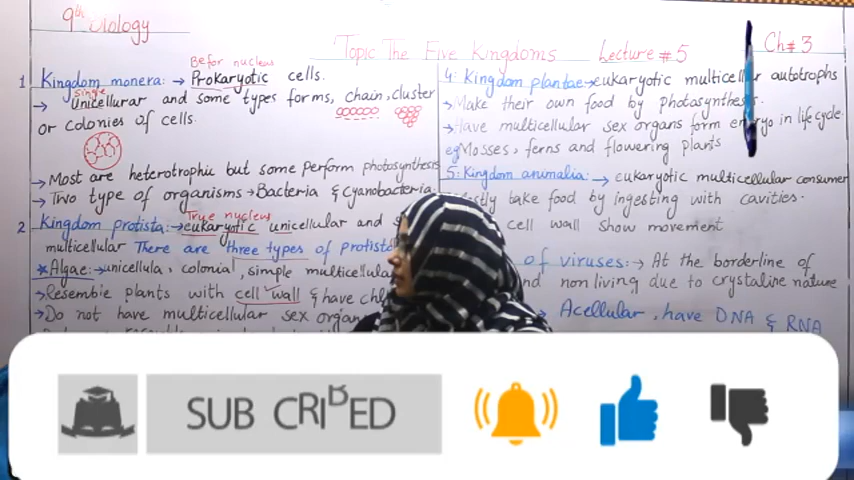 9th Biology
Topic The Five Kingdoms Lecture #5 Ch# 3
Befor nucleus
1 Kingdom monera: → Prokaryotic cells.
single
→ unicellurar and some types forms, chain, cluster
or colonies of cells.
→ Most are heterotrophic but some Perform photosynthesis
→ Two type of organisms → Bacteria & Cyanobacteria.
True nucleus
2 Kingdom protista: → eukaryotic unicellular and
multicellular There are three types of protista
* Algae: → unicellula, colonial, simple multicellula
→ Resemble plants with cell wall & have
→ Do not have multicellular sex organs
4: Kingdom plantae → eukaryotic multicell autotrophs
→ Make their own food by photosynthesis.
→ Have multicellular sex organs form embryo in life cycle.
eg Mosses, ferns and flowering plants
5: Kingdom animalia: → eukaryotic multicellular consumer
take food by ingesting with cavities.
cell wall show movement
of viruses: → At the borderline of
and non living due to crystaline nature
→ Acellular, have DNA & RNA
SUBCRIBED